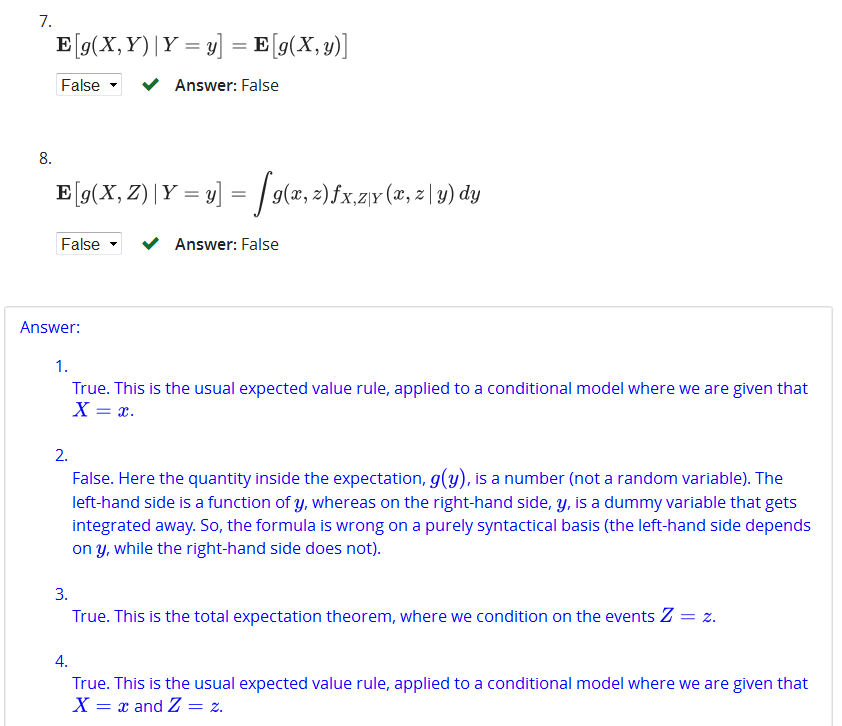 7.
E[g(X,Y) | Y = y] = E[g(X,y)]
False ✔ Answer: False
8.
E[g(X,Z) | Y = y] = ∫ g(x,z) f_{X,Z|Y}(x,z | y) dy
False ✔ Answer: False
Answer:
1.
True. This is the usual expected value rule, applied to a conditional model where we are given that
X = x.
2.
False. Here the quantity inside the expectation, g(y), is a number (not a random variable). The
left-hand side is a function of y, whereas on the right-hand side, y, is a dummy variable that gets
integrated away. So, the formula is wrong on a purely syntactical basis (the left-hand side depends
on y, while the right-hand side does not).
3.
True. This is the total expectation theorem, where we condition on the events Z = z.
4.
True. This is the usual expected value rule, applied to a conditional model where we are given that
X = x and Z = z.